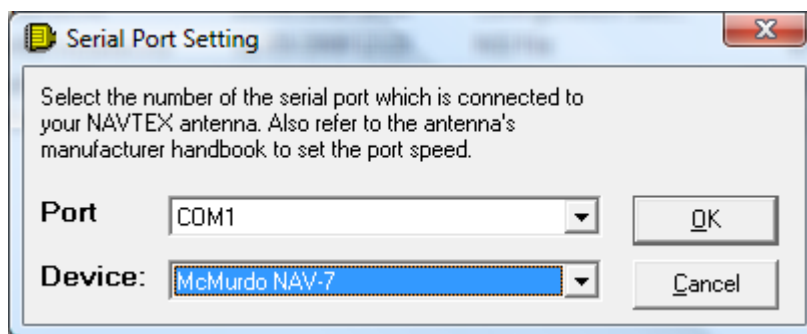 Serial Port Setting
Select the number of the serial port which is connected to
your NAVTEX antenna. Also refer to the antenna's
manufacturer handbook to set the port speed.
Port COM1 OK
Device: McMurdo NAV-7 Cancel